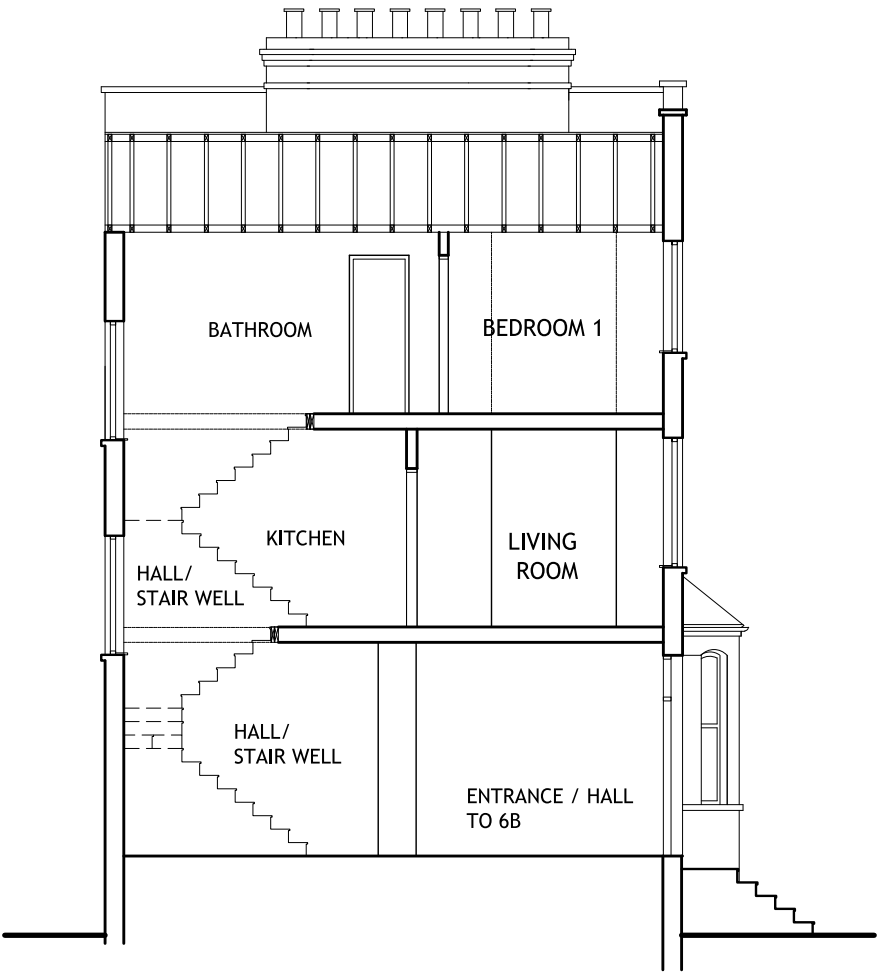 BATHROOM
BEDROOM 1
KITCHEN
LIVING
ROOM
HALL/
STAIR WELL
HALL/
STAIR WELL
ENTRANCE / HALL
TO 6B